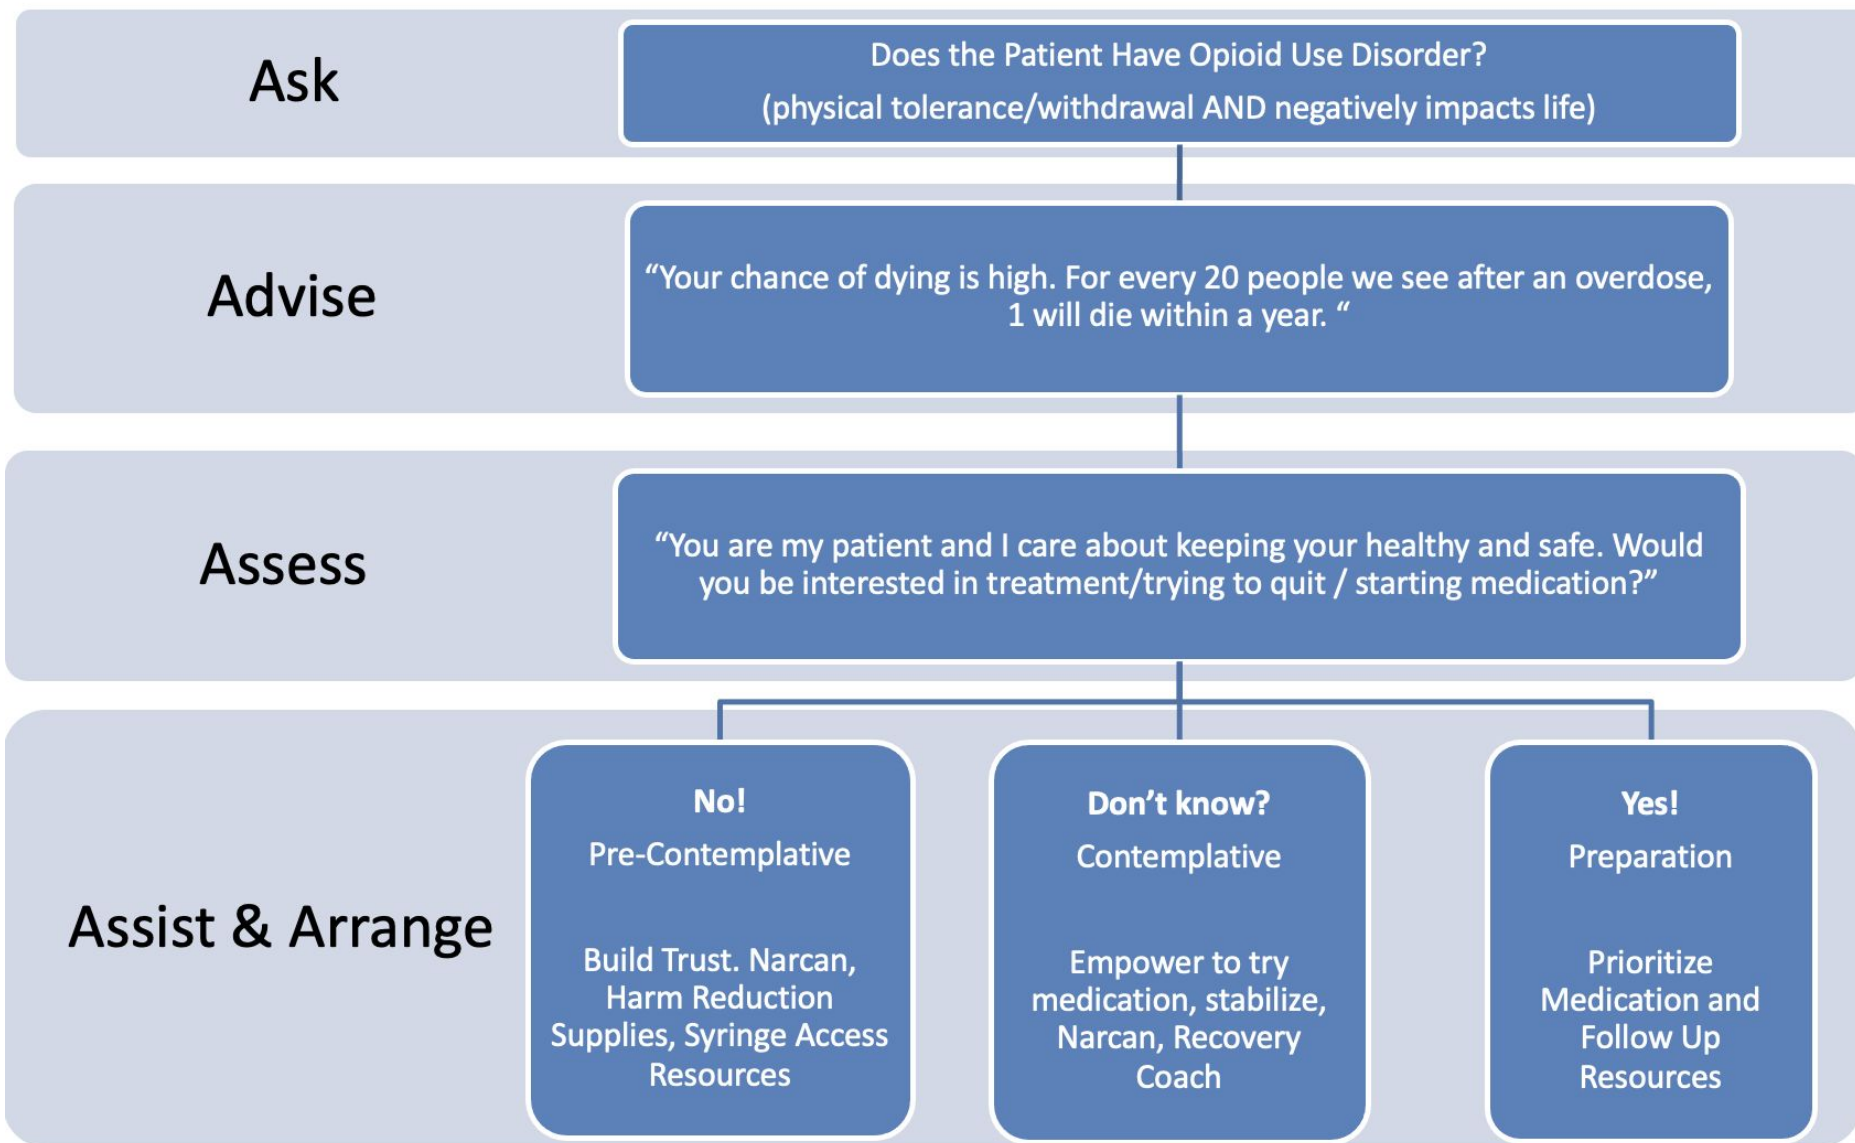 Ask
Does the Patient Have Opioid Use Disorder?
(physical tolerance/withdrawal AND negatively impacts life)
Advise
“Your chance of dying is high. For every 20 people we see after an overdose,
1 will die within a year. “
Assess
“You are my patient and I care about keeping your healthy and safe. Would
you be interested in treatment/trying to quit / starting medication?”
Assist & Arrange
No!
Pre-Contemplative
Build Trust. Narcan,
Harm Reduction
Supplies, Syringe Access
Resources
Don’t know?
Contemplative
Empower to try
medication, stabilize,
Narcan, Recovery
Coach
Yes!
Preparation
Prioritize
Medication and
Follow Up
Resources